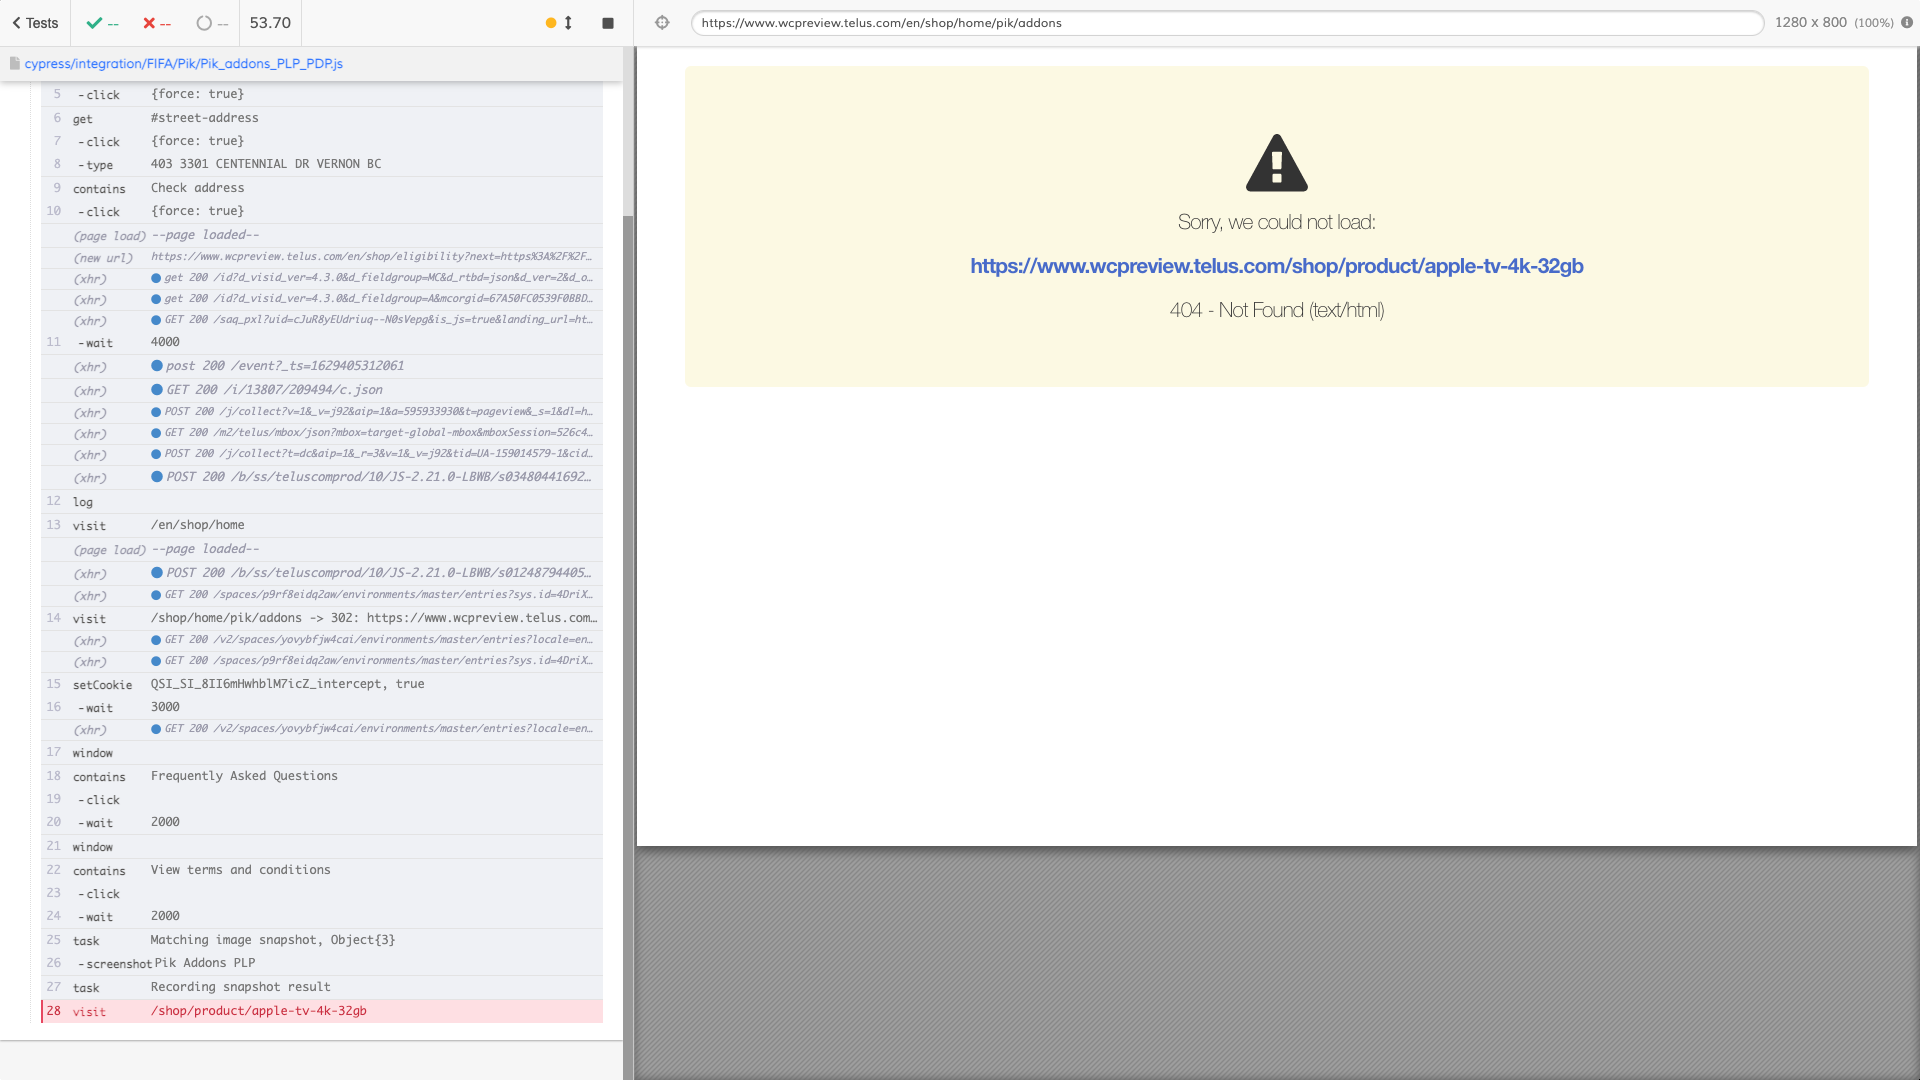 Tests
--
--
--
53.70
https://www.wcpreview.telus.com/en/shop/home/pik/addons
1280 x 800 (100%)
cypress/integration/FIFA/Pik/Pik_addons_PLP_PDP.js
5 -click {force: true}
6 get #street-address
7 -click {force: true}
8 -type 403 3301 CENTENNIAL DR VERNON BC
9 contains Check address
10 -click {force: true}
(page load) --page loaded--
(new url) https://www.wcpreview.telus.com/en/shop/eligibility?next=https%3A%2F%2F…
(xhr) get 200 /id?d_visid_ver=4.3.0&d_fieldgroup=MC&d_rtbd=json&d_ver=2&d_o…
(xhr) get 200 /id?d_visid_ver=4.3.0&d_fieldgroup=A&mcorgid=67A50FC0539F0BBD…
(xhr) GET 200 /saq_pxl?uid=cJuR8yEUdriuq--N0sVepg&is_js=true&landing_url=ht…
11 -wait 4000
(xhr) post 200 /event?_ts=1629405312061
(xhr) GET 200 /i/13807/209494/c.json
(xhr) POST 200 /j/collect?v=1&_v=j92&aip=1&a=595933930&t=pageview&_s=1&dl=h…
(xhr) GET 200 /m2/telus/mbox/json?mbox=target-global-mbox&mboxSession=526c4…
(xhr) POST 200 /j/collect?t=dc&aip=1&_r=3&v=1&_v=j92&tid=UA-159014579-1&cid…
(xhr) POST 200 /b/ss/teluscomprod/10/JS-2.21.0-LBWB/s03480441692…
12 log
13 visit /en/shop/home
(page load) --page loaded--
(xhr) POST 200 /b/ss/teluscomprod/10/JS-2.21.0-LBWB/s01248794405…
(xhr) GET 200 /spaces/p9rf8eidq2aw/environments/master/entries?sys.id=4DriX…
14 visit /shop/home/pik/addons -> 302: https://www.wcpreview.telus.com…
(xhr) GET 200 /v2/spaces/yovybfjw4cai/environments/master/entries?locale=en…
(xhr) GET 200 /spaces/p9rf8eidq2aw/environments/master/entries?sys.id=4DriX…
15 setCookie QSI_SI_8II6mHwhblM7icZ_intercept, true
16 -wait 3000
(xhr) GET 200 /v2/spaces/yovybfjw4cai/environments/master/entries?locale=en…
17 window
18 contains Frequently Asked Questions
19 -click
20 -wait 2000
21 window
22 contains View terms and conditions
23 -click
24 -wait 2000
25 task Matching image snapshot, Object{3}
26 -screenshot Pik Addons PLP
27 task Recording snapshot result
28 visit /shop/product/apple-tv-4k-32gb
Sorry, we could not load:
https://www.wcpreview.telus.com/shop/product/apple-tv-4k-32gb
404 - Not Found (text/html)